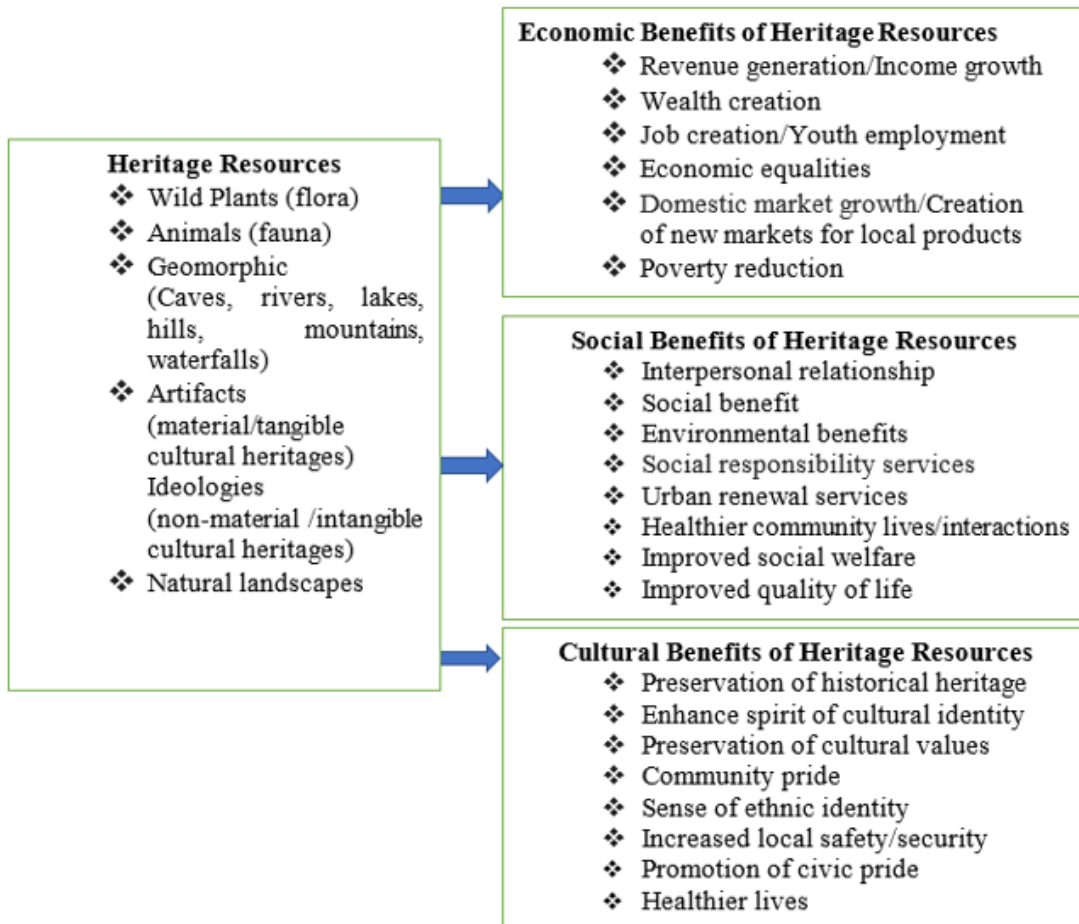 Heritage Resources
❖ Wild Plants (flora)
❖ Animals (fauna)
❖ Geomorphic
(Caves, rivers, lakes,
hills, mountains,
waterfalls)
❖ Artifacts
(material/tangible
cultural heritages)
Ideologies
(non-material /intangible
cultural heritages)
❖ Natural landscapes
Economic Benefits of Heritage Resources
❖ Revenue generation/Income growth
❖ Wealth creation
❖ Job creation/Youth employment
❖ Economic equalities
❖ Domestic market growth/Creation
of new markets for local products
❖ Poverty reduction
Social Benefits of Heritage Resources
❖ Interpersonal relationship
❖ Social benefit
❖ Environmental benefits
❖ Social responsibility services
❖ Urban renewal services
❖ Healthier community lives/interactions
❖ Improved social welfare
❖ Improved quality of life
Cultural Benefits of Heritage Resources
❖ Preservation of historical heritage
❖ Enhance spirit of cultural identity
❖ Preservation of cultural values
❖ Community pride
❖ Sense of ethnic identity
❖ Increased local safety/security
❖ Promotion of civic pride
❖ Healthier lives